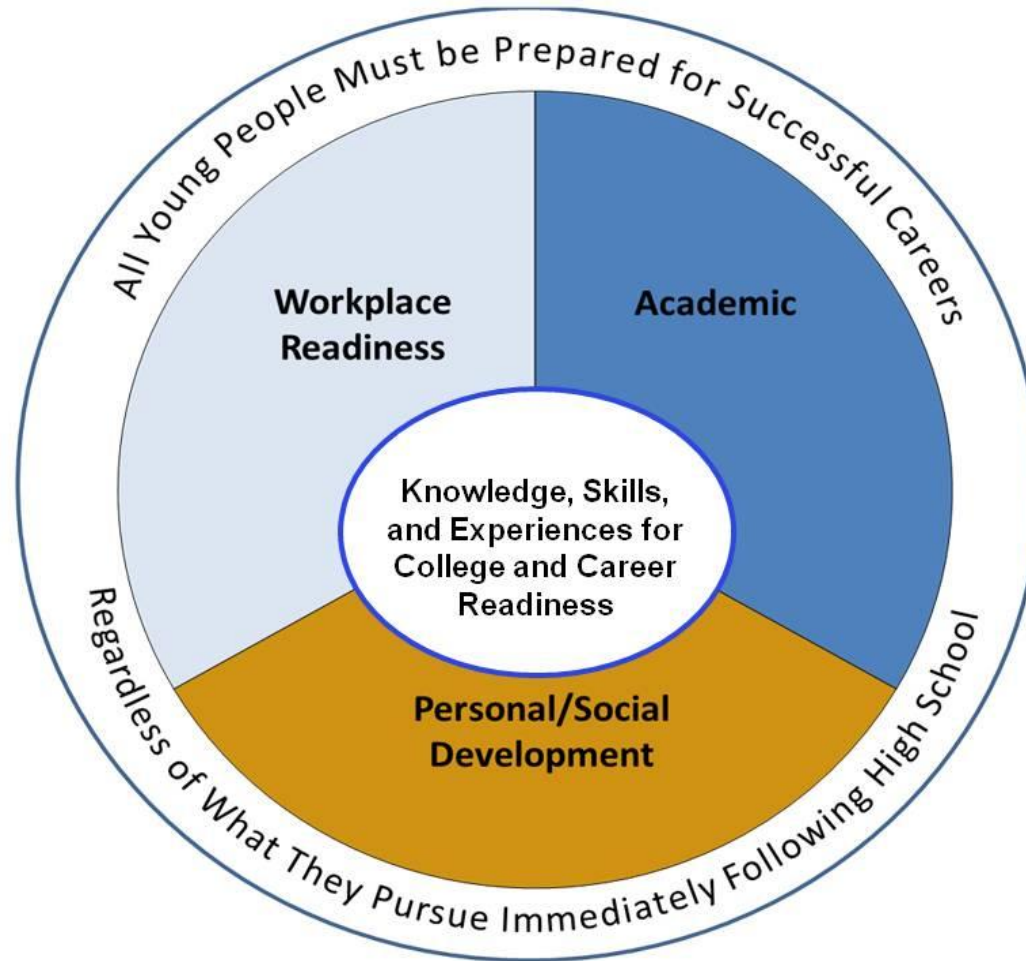 All Young People Must be Prepared for Successful Careers
Workplace
Readiness
Academic
Knowledge, Skills,
and Experiences for
College and Career
Readiness
Personal/Social
Development
Regardless of What They Pursue Immediately Following High School